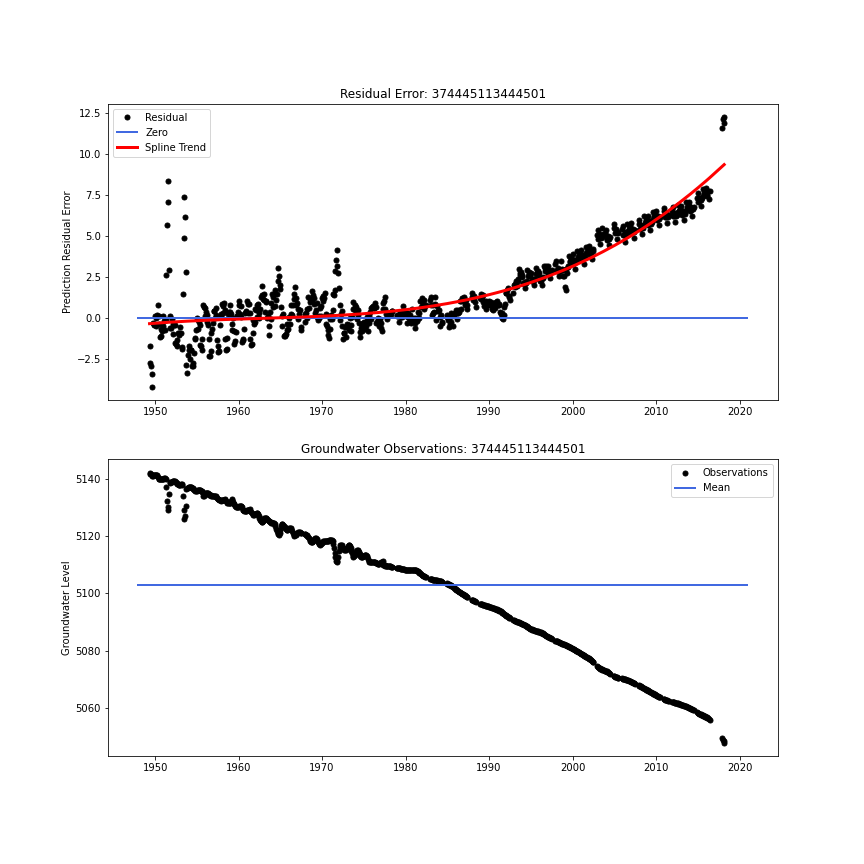 Residual Error: 374445113444501
Residual
Zero
Spline Trend
Prediction Residual Error
12.5
10.0
7.5
5.0
2.5
0.0
−2.5
1950 1960 1970 1980 1990 2000 2010 2020
Groundwater Observations: 374445113444501
Observations
Mean
Groundwater Level
5140
5120
5100
5080
5060
1950 1960 1970 1980 1990 2000 2010 2020